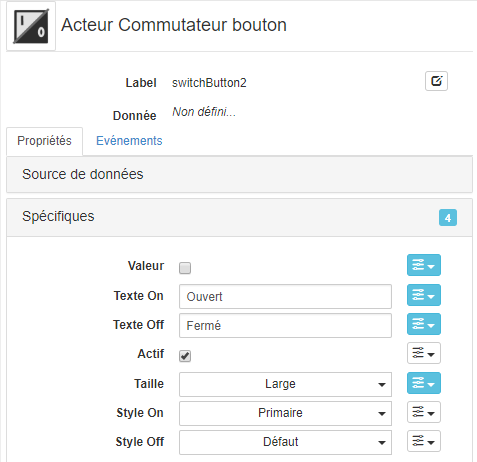 I
0
Acteur Commutateur bouton
Label switchButton2
Donnée Non défini...
Propriétés Evénements
Source de données
Spécifiques 4
Valeur
Texte On Ouvert
Texte Off Fermé
Actif
Taille Large
Style On Primaire
Style Off Défaut